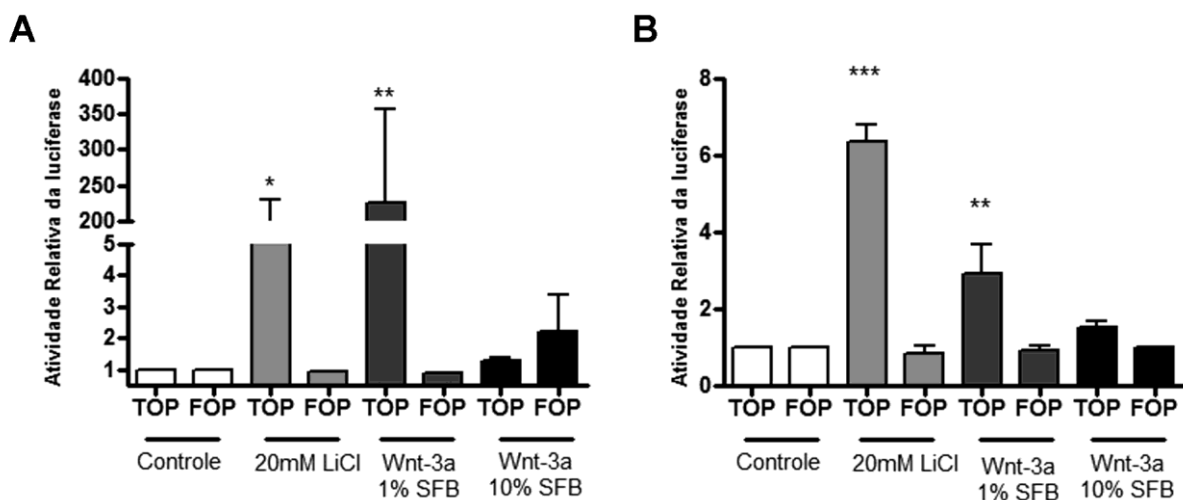 A
Atividade Relativa da luciferase
400
350
300
250
200
5
4
3
2
1
*
**
TOP FOP TOP FOP TOP FOP TOP FOP
Controle 20mM LiCl Wnt-3a Wnt-3a
1% SFB 10% SFB
B
Atividade Relativa da luciferase
8
6
4
2
0
***
**
TOP FOP TOP FOP TOP FOP TOP FOP
Controle 20mM LiCl Wnt-3a Wnt-3a
1% SFB 10% SFB